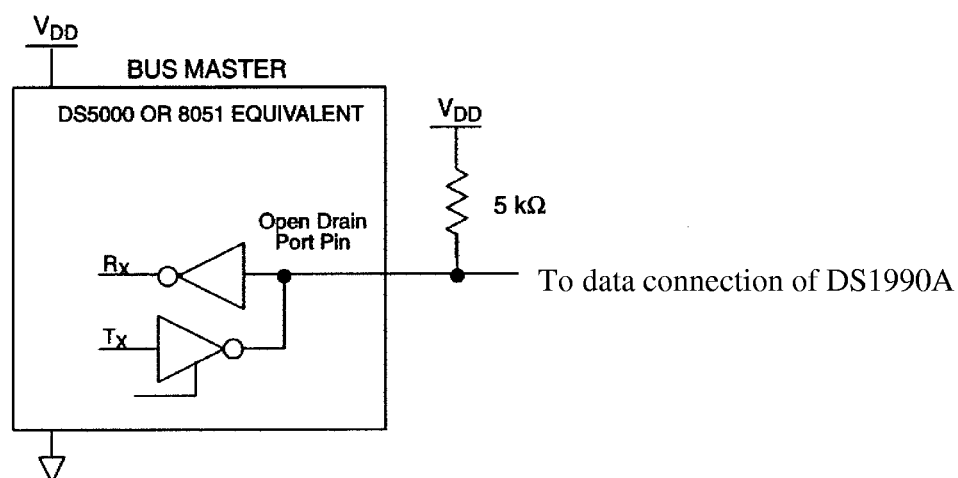 VDD
BUS MASTER
DS5000 OR 8051 EQUIVALENT
VDD
5 kΩ
Open Drain
Port Pin
RX
To data connection of DS1990A
TX